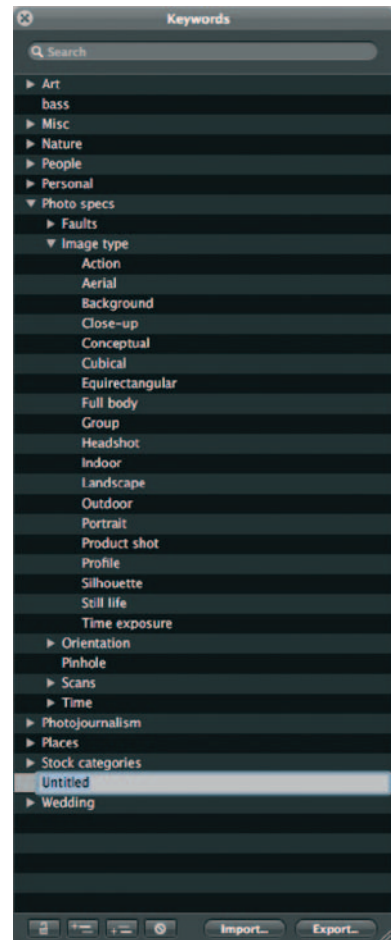 Keywords
Search
Art
bass
Misc
Nature
People
Personal
Photo specs
Faults
Image type
Action
Aerial
Background
Close-up
Conceptual
Cubical
Equirectangular
Full body
Group
Headshot
Indoor
Landscape
Outdoor
Portrait
Product shot
Profile
Silhouette
Still life
Time exposure
Orientation
Pinhole
Scans
Time
Photojournalism
Places
Stock categories
Untitled
Wedding
Import... Export...